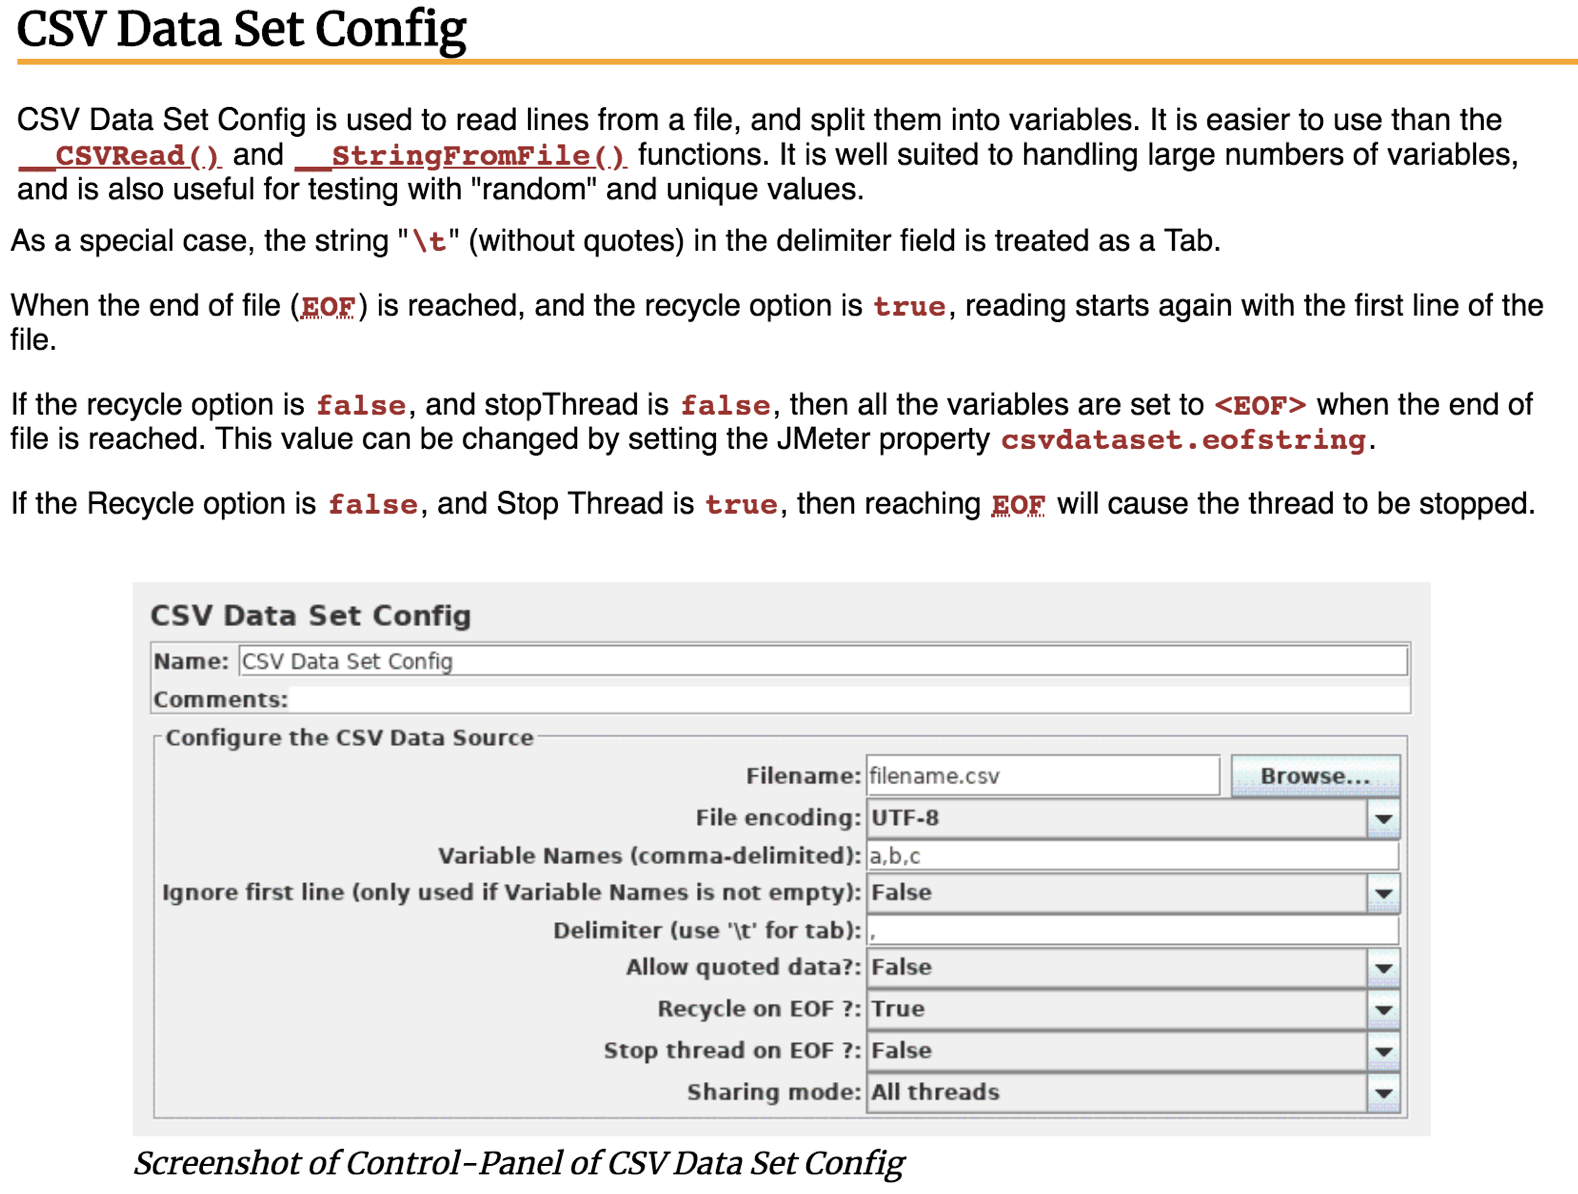 CSV Data Set Config
CSV Data Set Config is used to read lines from a file, and split them into variables. It is easier to use than the
__CSVRead() and __StringFromFile() functions. It is well suited to handling large numbers of variables,
and is also useful for testing with "random" and unique values.
As a special case, the string "\t" (without quotes) in the delimiter field is treated as a Tab.
When the end of file (EOF) is reached, and the recycle option is true, reading starts again with the first line of the
file.
If the recycle option is false, and stopThread is false, then all the variables are set to <EOF> when the end of
file is reached. This value can be changed by setting the JMeter property csvdataset.eofstring.
If the Recycle option is false, and Stop Thread is true, then reaching EOF will cause the thread to be stopped.
CSV Data Set Config
Name: CSV Data Set Config
Comments:
Configure the CSV Data Source
Filename: filename.csv Browse...
File encoding: UTF-8
Variable Names (comma-delimited): a,b,c
Ignore first line (only used if Variable Names is not empty): False
Delimiter (use '\t' for tab): ,
Allow quoted data?: False
Recycle on EOF ?: True
Stop thread on EOF ?: False
Sharing mode: All threads
Screenshot of Control-Panel of CSV Data Set Config